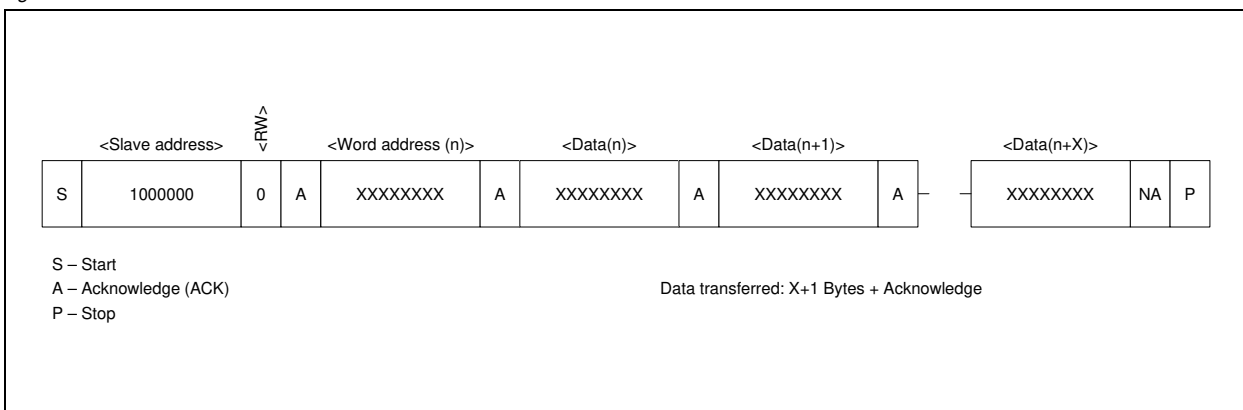 <RW>
<Slave address> <Word address (n)> <Data(n)> <Data(n+1)> <Data(n+X)>
S 1000000 0 A XXXXXXXX A XXXXXXXX A XXXXXXXX A XXXXXXXX NA P
S – Start
A – Acknowledge (ACK) Data transferred: X+1 Bytes + Acknowledge
P – Stop